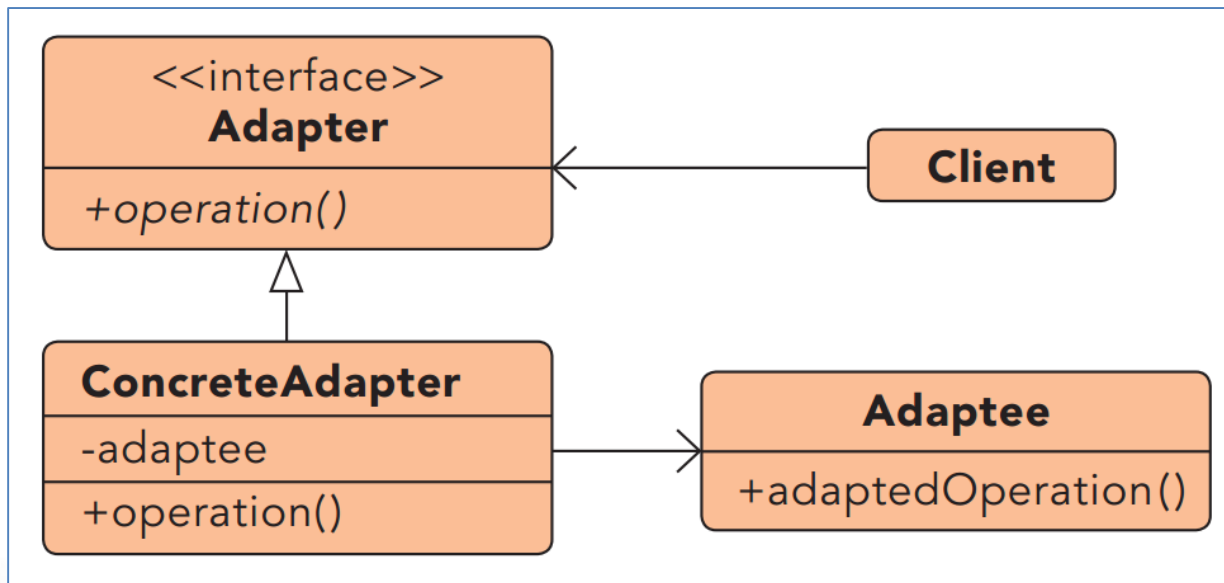 <<interface>>
Adapter
+operation()
Client
ConcreteAdapter
-adaptee
+operation()
Adaptee
+adaptedOperation()